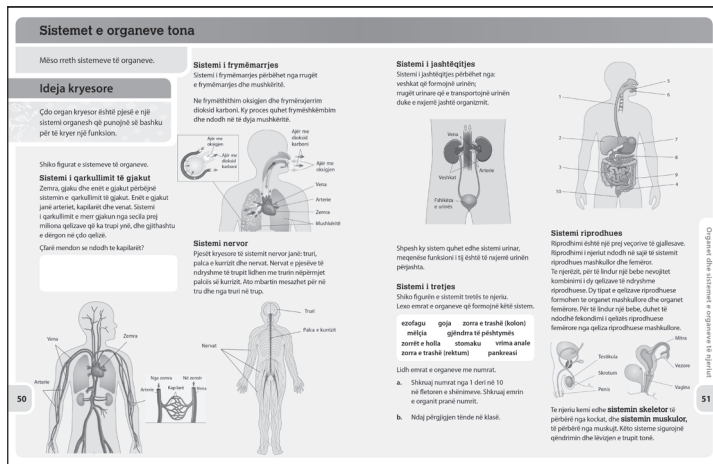 Sistemet e organeve tona
Mëso rreth sistemeve të organeve.
Ideja kryesore
Çdo organ kryesor është pjesë e një
sistemi organesh që punojnë së bashku
për të kryer një funksion.
Shiko figurat e sistemeve të organeve.
Sistemi i qarkullimit të gjakut
Zemra, gjaku dhe enët e gjakut përbëjnë
sistemin e qarkullimit të gjakut. Enët e gjakut
janë arteriet, kapilarët dhe venat. Sistemi
i qarkullimit e merr gjakun nga secila prej
miliona qelizave që ka trupi ynë, dhe gjithashtu
e dërgon në çdo qelizë.
Çfarë mendon se ndodh te kapilarët?
Vena
Zemra
Arterie
Nga zemra
Në zemër
Arterie
Kapilarë
Vena
50
Sistemi i frymëmarrjes
Sistemi i frymëmarrjes përbëhet nga rrugët
e frymëmarrjes dhe mushkëritë.
Ne frymëthithim oksigjen dhe frymënxjerrim
dioksid karboni. Ky proces quhet frymëshkëmbim
dhe ndodh në të dyja mushkëritë.
Ajër me
oksigjen
Ajër me
dioksid
karboni
Ajër me
dioksid
karboni
Ajër me
oksigjen
Vena
Arterie
Zemra
Mushkëritë
Sistemi nervor
Pjesët kryesore të sistemit nervor janë: truri,
palca e kurrizit dhe nervat. Nervat e pjesëve të
ndryshme të trupit lidhen me trurin nëpërmjet
palcës së kurrizit. Ato mbartin mesazhet për në
tru dhe nga truri në trup.
Truri
Palca e kurrizit
Nervat
Sistemi i jashtëqitjes
Sistemi i jashtëqitjes përbëhet nga:
veshkat që formojnë urinën;
rrugët urinare që e transportojnë urinën
duke e nxjerrë jashtë organizmit.
Vena
Veshkat
Arterie
Fshikëza
e urinës
Shpesh ky sistem quhet edhe sistemi urinar,
meqenëse funksioni i tij është të nxjerrë urinën
përjashta.
Sistemi i tretjes
Shiko figurën e sistemit tretës te njeriu.
Lexo emrat e organeve që formojnë këtë sistem.
ezofagu goja zorra e trashë (kolon)
mëlçia gjëndrra të pështymës
zorrët e holla stomaku vrima anale
zorra e trashë (rektum) pankreasi
Lidh emrat e organeve me numrat.
a. Shkruaj numrat nga 1 deri në 10
në fletoren e shënimeve. Shkruaj emrin
e organit pranë numrit.
b. Ndaj përgjigjen tënde në klasë.
1
2
3
10
5
6
7
8
9
4
Sistemi riprodhues
Riprodhimi është një prej veçorive të gjallesave.
Riprodhimi i njeriut ndodh në sajë të sistemit
riprodhues mashkullor dhe femëror.
Te njerëzit, për të lindur një bebe nevojitet
kombinimi i dy qelizave të ndryshme
riprodhuese. Dy tipat e qelizave riprodhuese
formohen te organet mashkullore dhe organet
femërore. Për të lindur një bebe, duhet të
ndodhë fekondimi i qelizës riprodhuese
femërore nga qeliza riprodhuese mashkullore.
Testikula
Skrotum
Penis
Mitra
Vezore
Vagina
Te njeriu kemi edhe sistemin skeletor të
përbërë nga kockat, dhe sistemin muskulor,
të përbërë nga muskujt. Këto sisteme sigurojnë
qëndrimin dhe lëvizjen e trupit tonë.
Organet dhe sistemet e organeve të njeriut
51